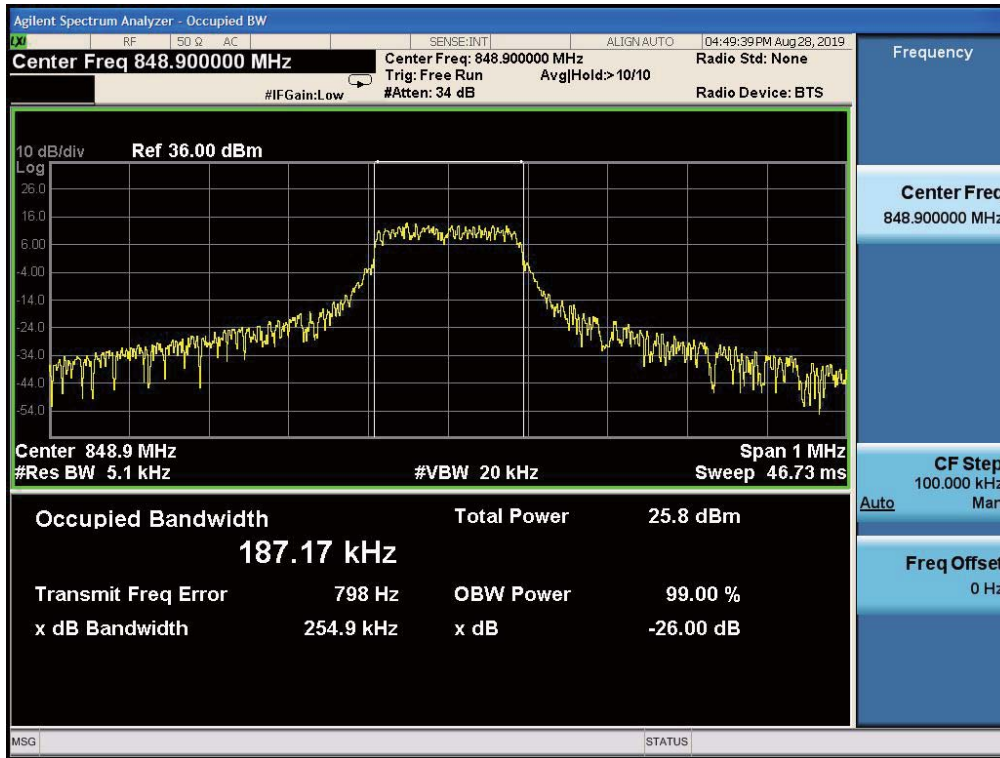 Agilent Spectrum Analyzer - Occupied BW
LXI RF 50 Ω AC SENSE:INT ALIGN AUTO 04:49:39 PM Aug 28, 2019
Center Freq 848.900000 MHz
Center Freq: 848.900000 MHz Radio Std: None
Trig: Free Run Avg|Hold:> 10/10
#IFGain:Low #Atten: 34 dB Radio Device: BTS
10 dB/div Ref 36.00 dBm
Log
26.0
16.0
6.00
-4.00
-14.0
-24.0
-34.0
-44.0
-54.0
Center 848.9 MHz Span 1 MHz
#Res BW 5.1 kHz #VBW 20 kHz Sweep 46.73 ms
Occupied Bandwidth Total Power 25.8 dBm
187.17 kHz
Transmit Freq Error 798 Hz OBW Power 99.00 %
x dB Bandwidth 254.9 kHz x dB -26.00 dB
MSG STATUS
Frequency
Center Freq
848.900000 MHz
CF Step
100.000 kHz
Auto Man
Freq Offset
0 Hz